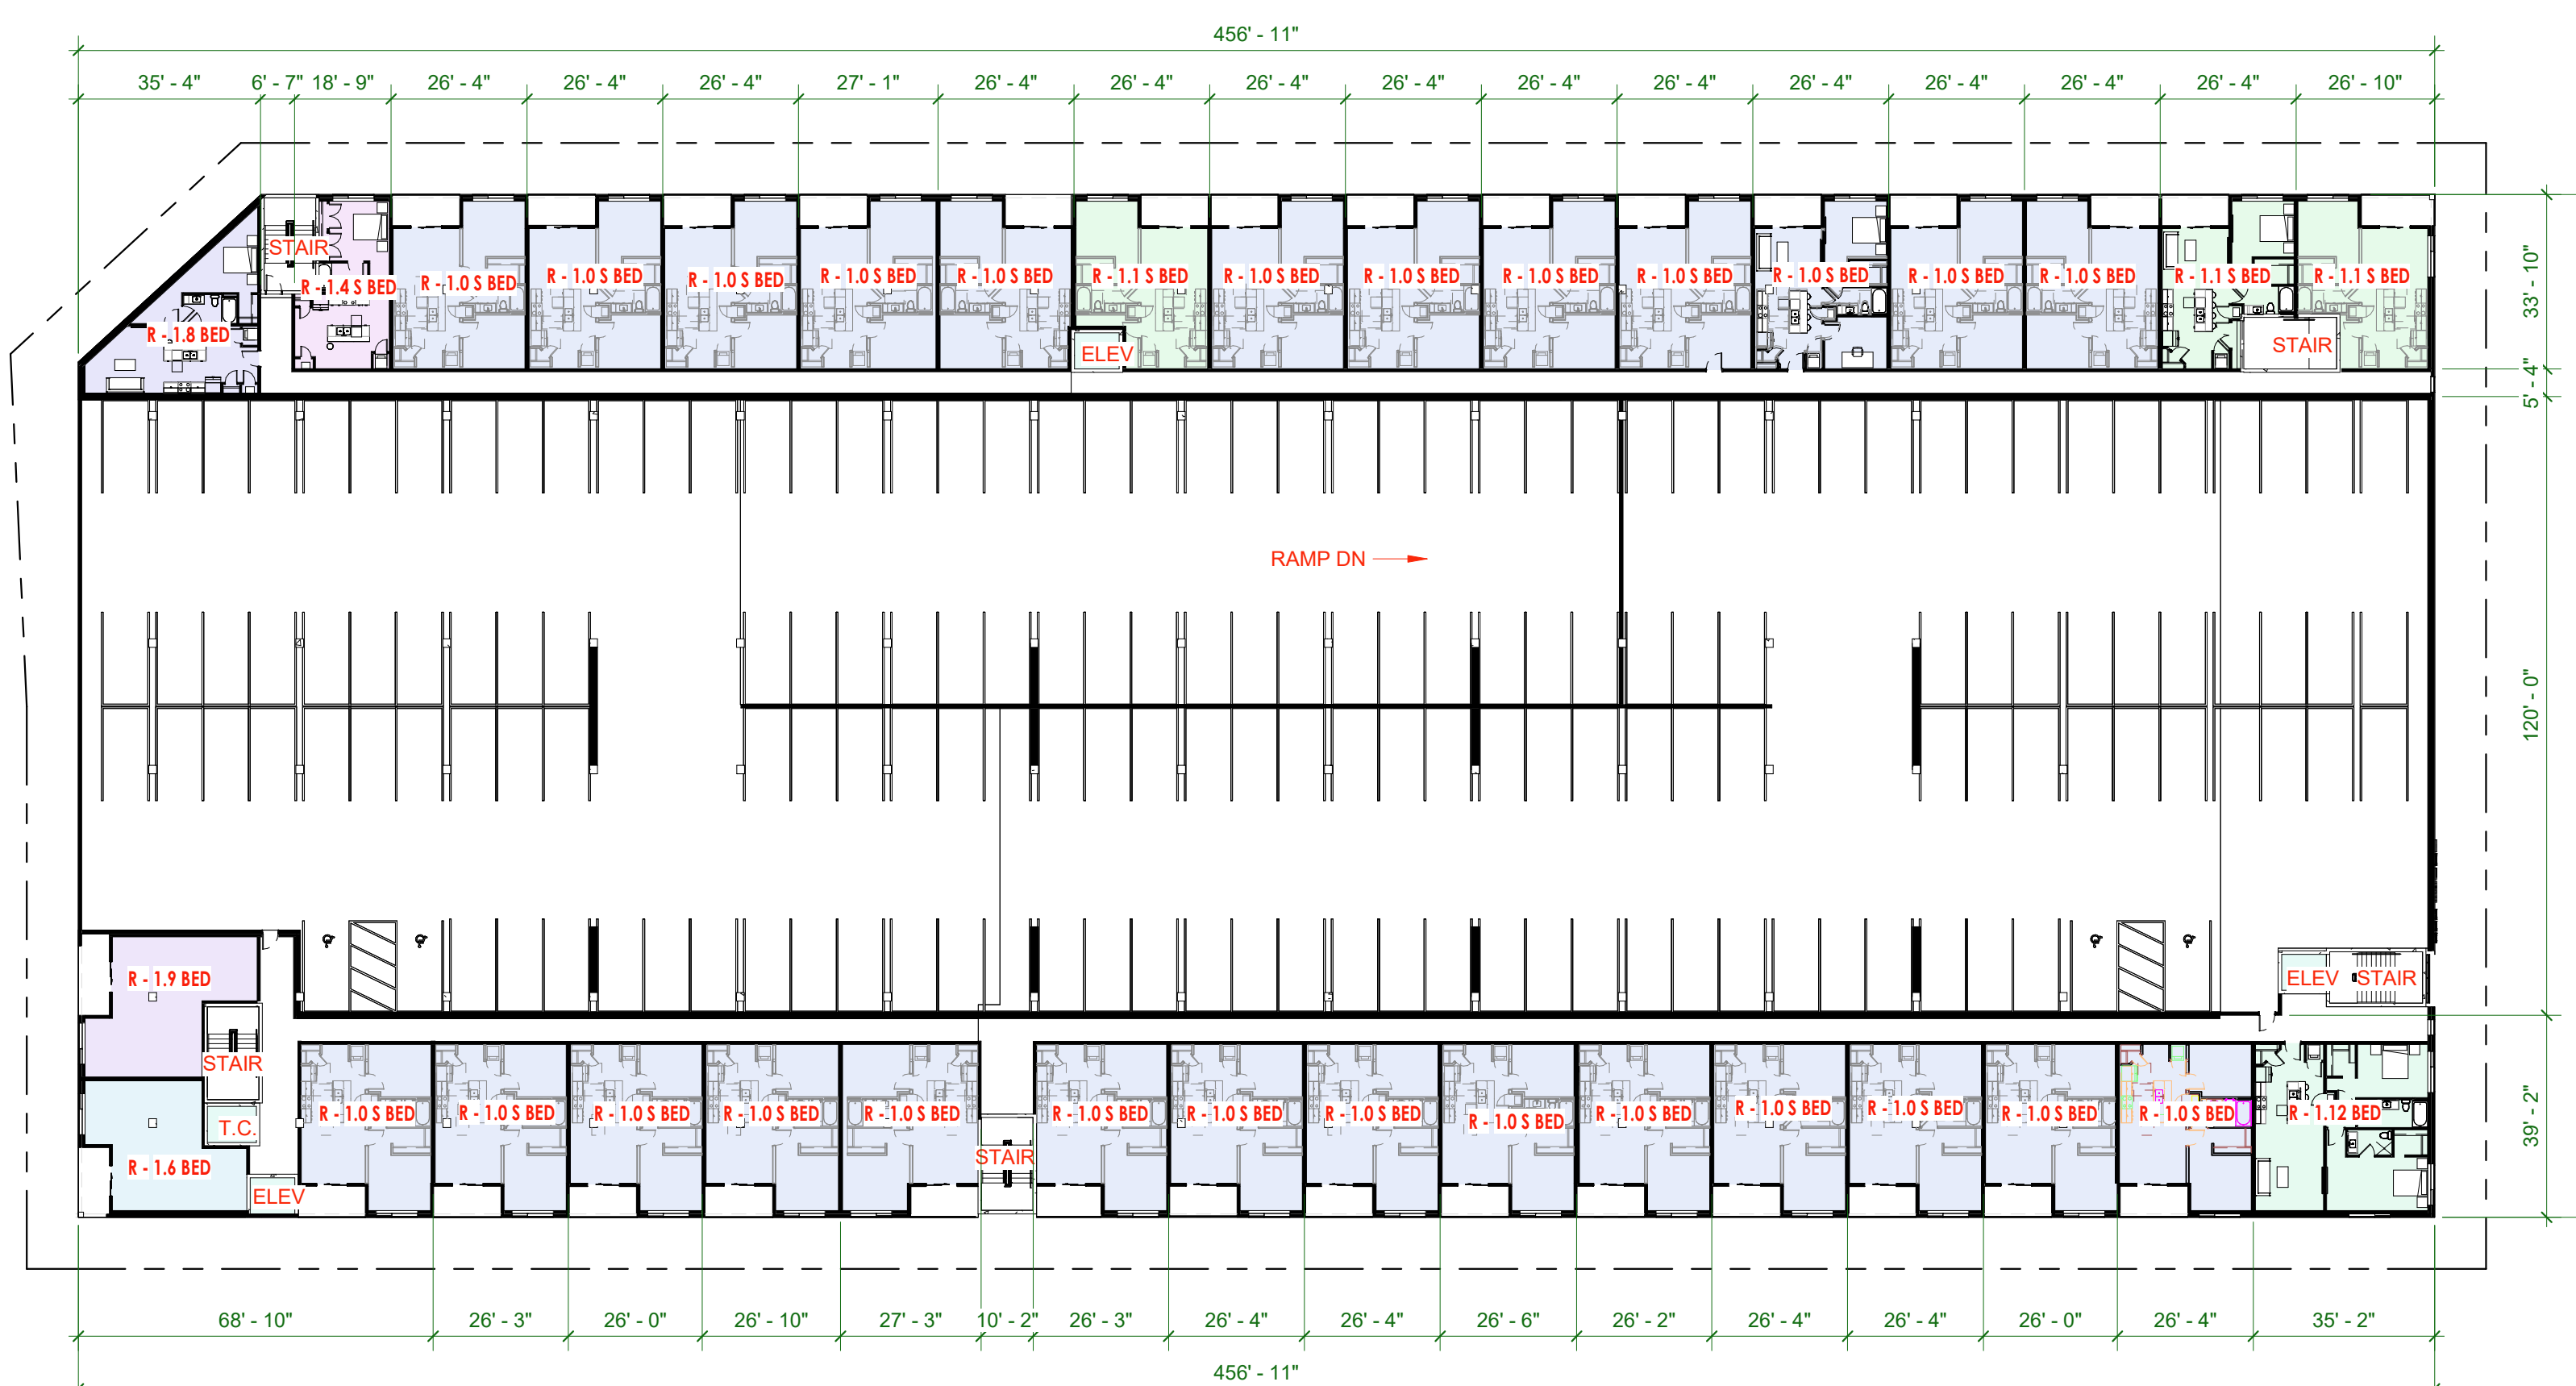 456' - 11"
35' - 4" 6' - 7" 18' - 9" 26' - 4" 26' - 4" 26' - 4" 27' - 1" 26' - 4" 26' - 4" 26' - 4" 26' - 4" 26' - 4" 26' - 4" 26' - 4" 26' - 4" 26' - 4" 26' - 4" 26' - 10"
STAIR
R - 1.8 BED
R - 1.4 S BED
R - 1.0 S BED
R - 1.0 S BED
R - 1.0 S BED
R - 1.0 S BED
R - 1.0 S BED
R - 1.1 S BED
R - 1.0 S BED
R - 1.0 S BED
R - 1.0 S BED
R - 1.0 S BED
R - 1.0 S BED
R - 1.0 S BED
R - 1.0 S BED
R - 1.1 S BED
R - 1.1 S BED
ELEV
STAIR
33' - 10"
5' - 4"
RAMP DN
120' - 0"
R - 1.9 BED
STAIR
T.C.
R - 1.6 BED
ELEV
ELEV STAIR
R - 1.0 S BED
R - 1.0 S BED
R - 1.0 S BED
R - 1.0 S BED
R - 1.0 S BED
STAIR
R - 1.0 S BED
R - 1.0 S BED
R - 1.0 S BED
R - 1.0 S BED
R - 1.0 S BED
R - 1.0 S BED
R - 1.0 S BED
R - 1.0 S BED
R - 1.0 S BED
R - 1.12 BED
39' - 2"
68' - 10" 26' - 3" 26' - 0" 26' - 10" 27' - 3" 10' - 2" 26' - 3" 26' - 4" 26' - 4" 26' - 6" 26' - 2" 26' - 4" 26' - 4" 26' - 0" 26' - 4" 35' - 2"
456' - 11"